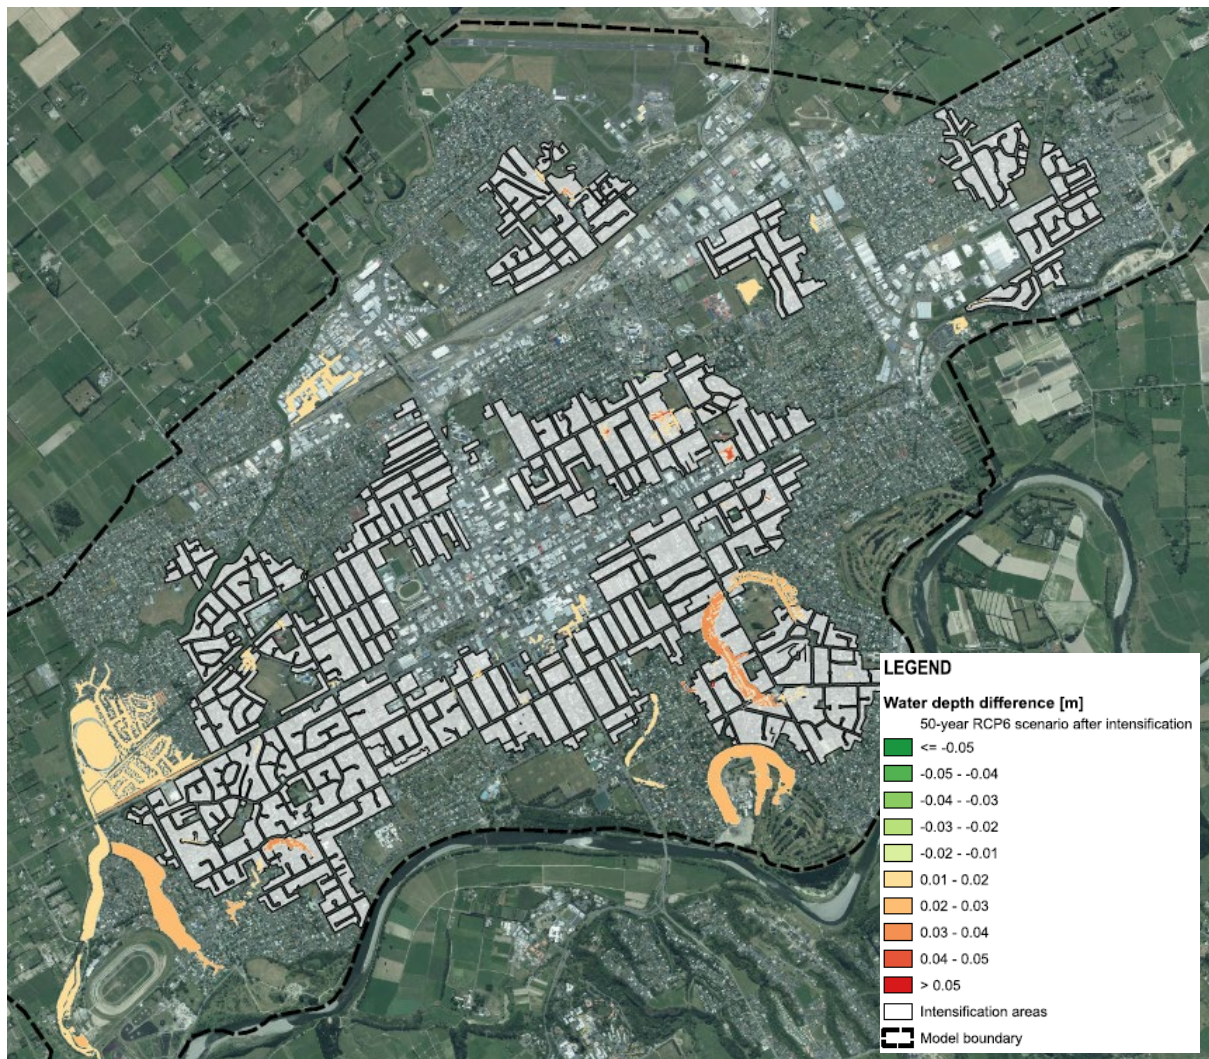 LEGEND
Water depth difference [m]
50-year RCP6 scenario after intensification
<= -0.05
-0.05 - -0.04
-0.04 - -0.03
-0.03 - -0.02
-0.02 - -0.01
0.01 - 0.02
0.02 - 0.03
0.03 - 0.04
0.04 - 0.05
> 0.05
Intensification areas
Model boundary